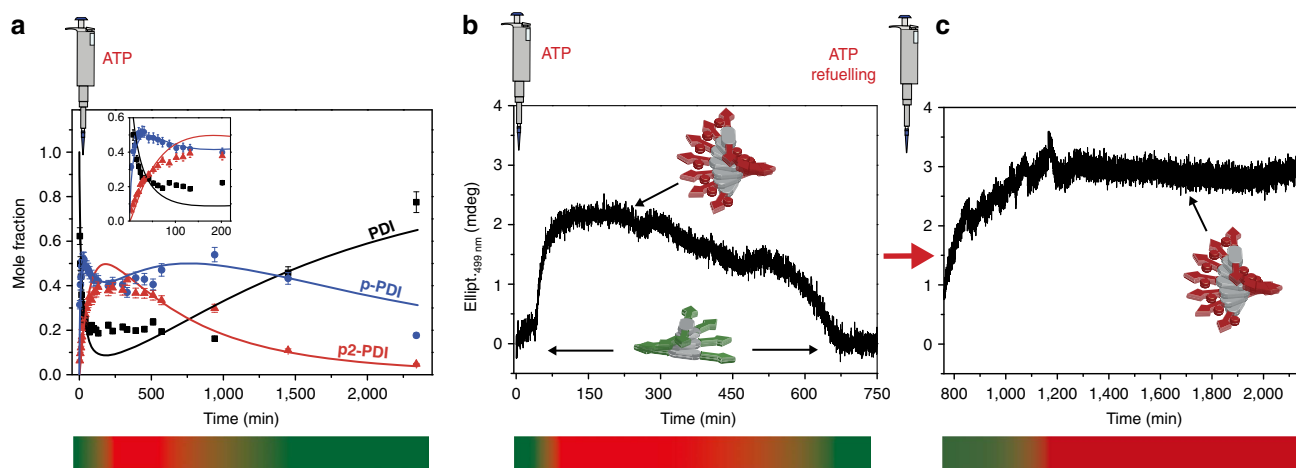 a
ATP
Mole fraction
1.0
0.8
0.6
0.4
0.2
0.0
0.6
0.4
0.2
0.0
100
200
PDI
p-PDI
p2-PDI
0
500
1,000
1,500
2,000
Time (min)
b
ATP
Ellipt.499 nm (mdeg)
4
3
2
1
0
0
150
300
450
600
750
Time (min)
ATP
refuelling
c
4
3
2
1
0
800
1,000
1,200
1,400
1,600
1,800
2,000
Time (min)